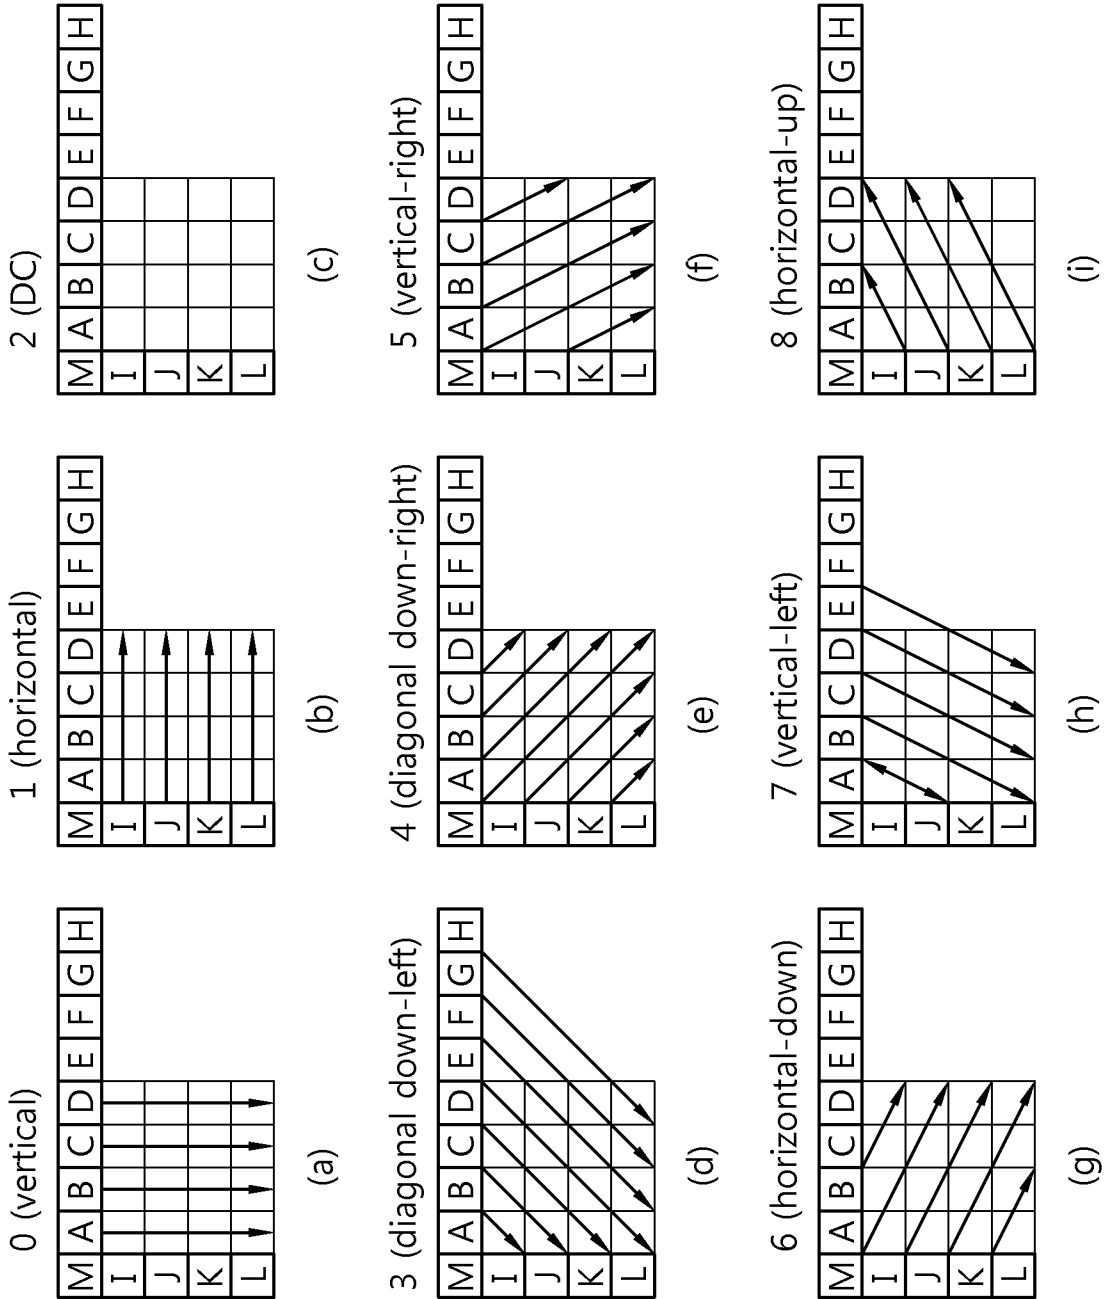 0 (vertical)
M A B C D E F G H
I
J
K
L
(a)
1 (horizontal)
M A B C D E F G H
I
J
K
L
(b)
2 (DC)
M A B C D E F G H
I
J
K
L
(c)
3 (diagonal down-left)
M A B C D E F G H
I
J
K
L
(d)
4 (diagonal down-right)
M A B C D E F G H
I
J
K
L
(e)
5 (vertical-right)
M A B C D E F G H
I
J
K
L
(f)
6 (horizontal-down)
M A B C D E F G H
I
J
K
L
(g)
7 (vertical-left)
M A B C D E F G H
I
J
K
L
(h)
8 (horizontal-up)
M A B C D E F G H
I
J
K
L
(i)